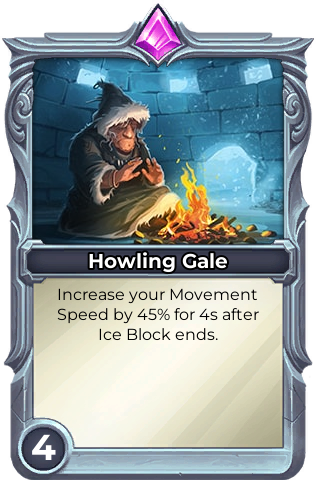 Howling Gale
Increase your Movement
Speed by 45% for 4s after
Ice Block ends.
4